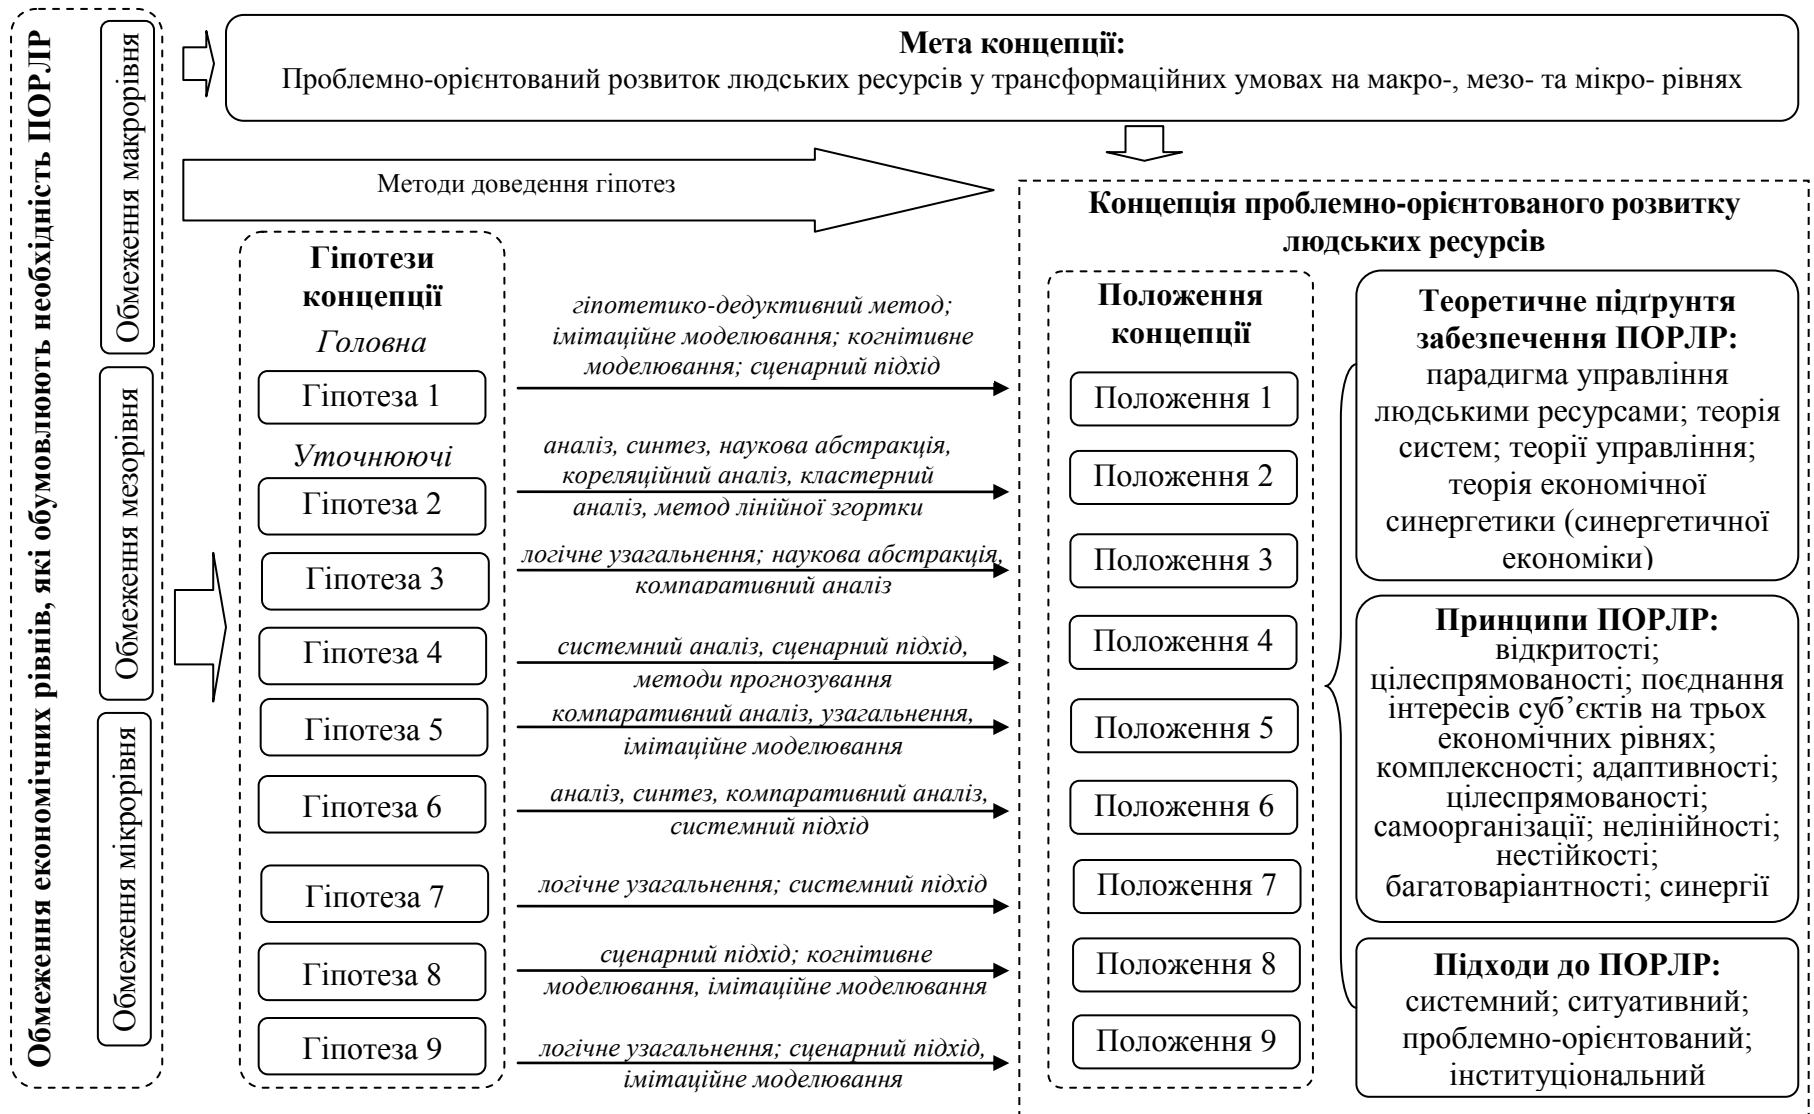 Обмеження економічних рівнів, які обумовлюють необхідність ПОРЛР
Обмеження макрорівня
Обмеження мезорівня
Обмеження мікрорівня
Мета концепції:
Проблемно-орієнтований розвиток людських ресурсів у трансформаційних умовах на макро-, мезо- та мікро- рівнях
Методи доведення гіпотез
Гіпотези
концепції
Головна
Гіпотеза 1
Уточнюючі
Гіпотеза 2
Гіпотеза 3
Гіпотеза 4
Гіпотеза 5
Гіпотеза 6
Гіпотеза 7
Гіпотеза 8
Гіпотеза 9
гіпотетико-дедуктивний метод;
імітаційне моделювання; когнітивне
моделювання; сценарний підхід
аналіз, синтез, наукова абстракція,
кореляційний аналіз, кластерний
аналіз, метод лінійної згортки
логічне узагальнення; наукова абстракція,
компаративний аналіз
системний аналіз, сценарний підхід,
методи прогнозування
компаративний аналіз, узагальнення,
імітаційне моделювання
аналіз, синтез, компаративний аналіз,
системний підхід
логічне узагальнення; системний підхід
сценарний підхід; когнітивне
моделювання, імітаційне моделювання
логічне узагальнення; сценарний підхід,
імітаційне моделювання
Концепція проблемно-орієнтованого розвитку
людських ресурсів
Положення
концепції
Положення 1
Положення 2
Положення 3
Положення 4
Положення 5
Положення 6
Положення 7
Положення 8
Положення 9
Теоретичне підґрунтя
забезпечення ПОРЛР:
парадигма управління
людськими ресурсами; теорія
систем; теорії управління;
теорія економічної
синергетики (синергетичної
економіки)
Принципи ПОРЛР:
відкритості;
цілеспрямованості; поєднання
інтересів суб’єктів на трьох
економічних рівнях;
комплексності; адаптивності;
цілеспрямованості;
самоорганізації; нелінійності;
нестійкості;
багатоваріантності; синергії
Підходи до ПОРЛР:
системний; ситуативний;
проблемно-орієнтований;
інституціональний